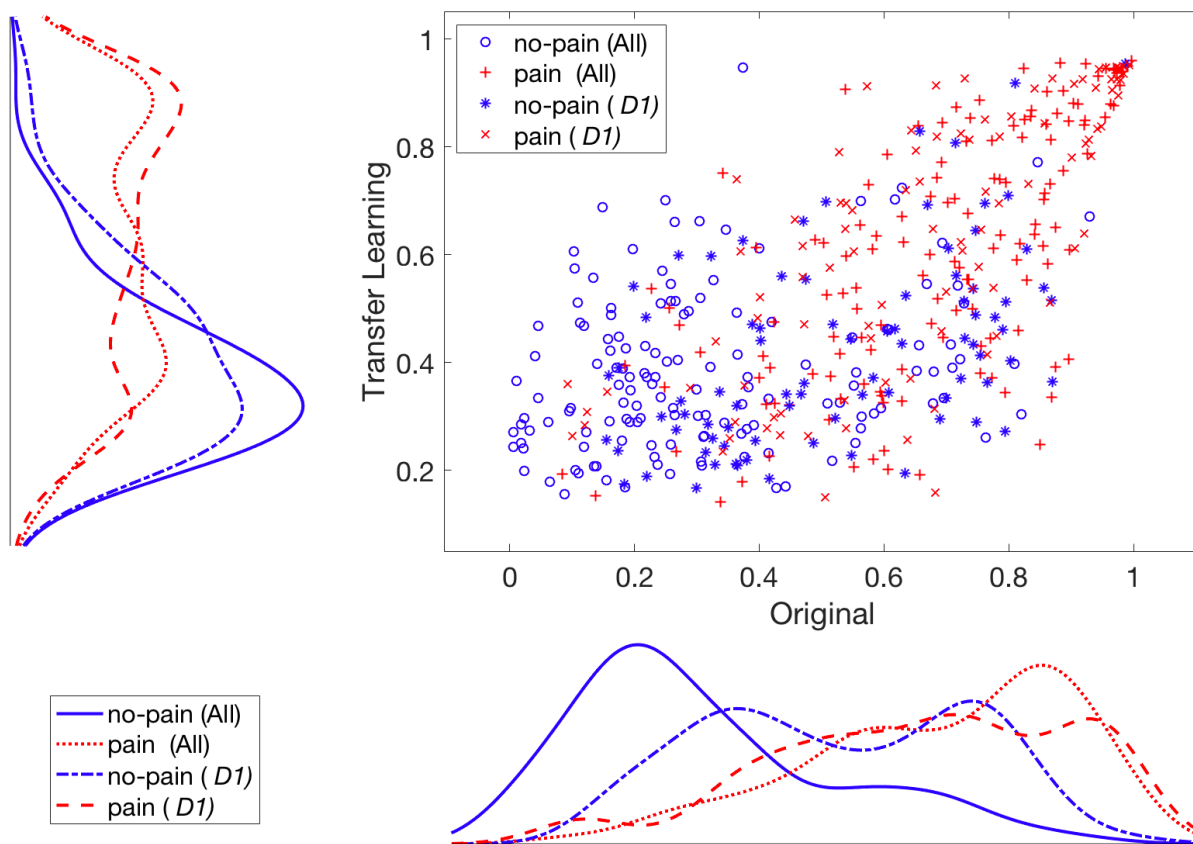 no-pain (All)
pain (All)
no-pain ( D1)
pain ( D1)
1
0.8
0.6
0.4
0.2
Transfer Learning
0 0.2 0.4 0.6 0.8 1
Original
no-pain (All)
pain (All)
no-pain ( D1)
pain ( D1)